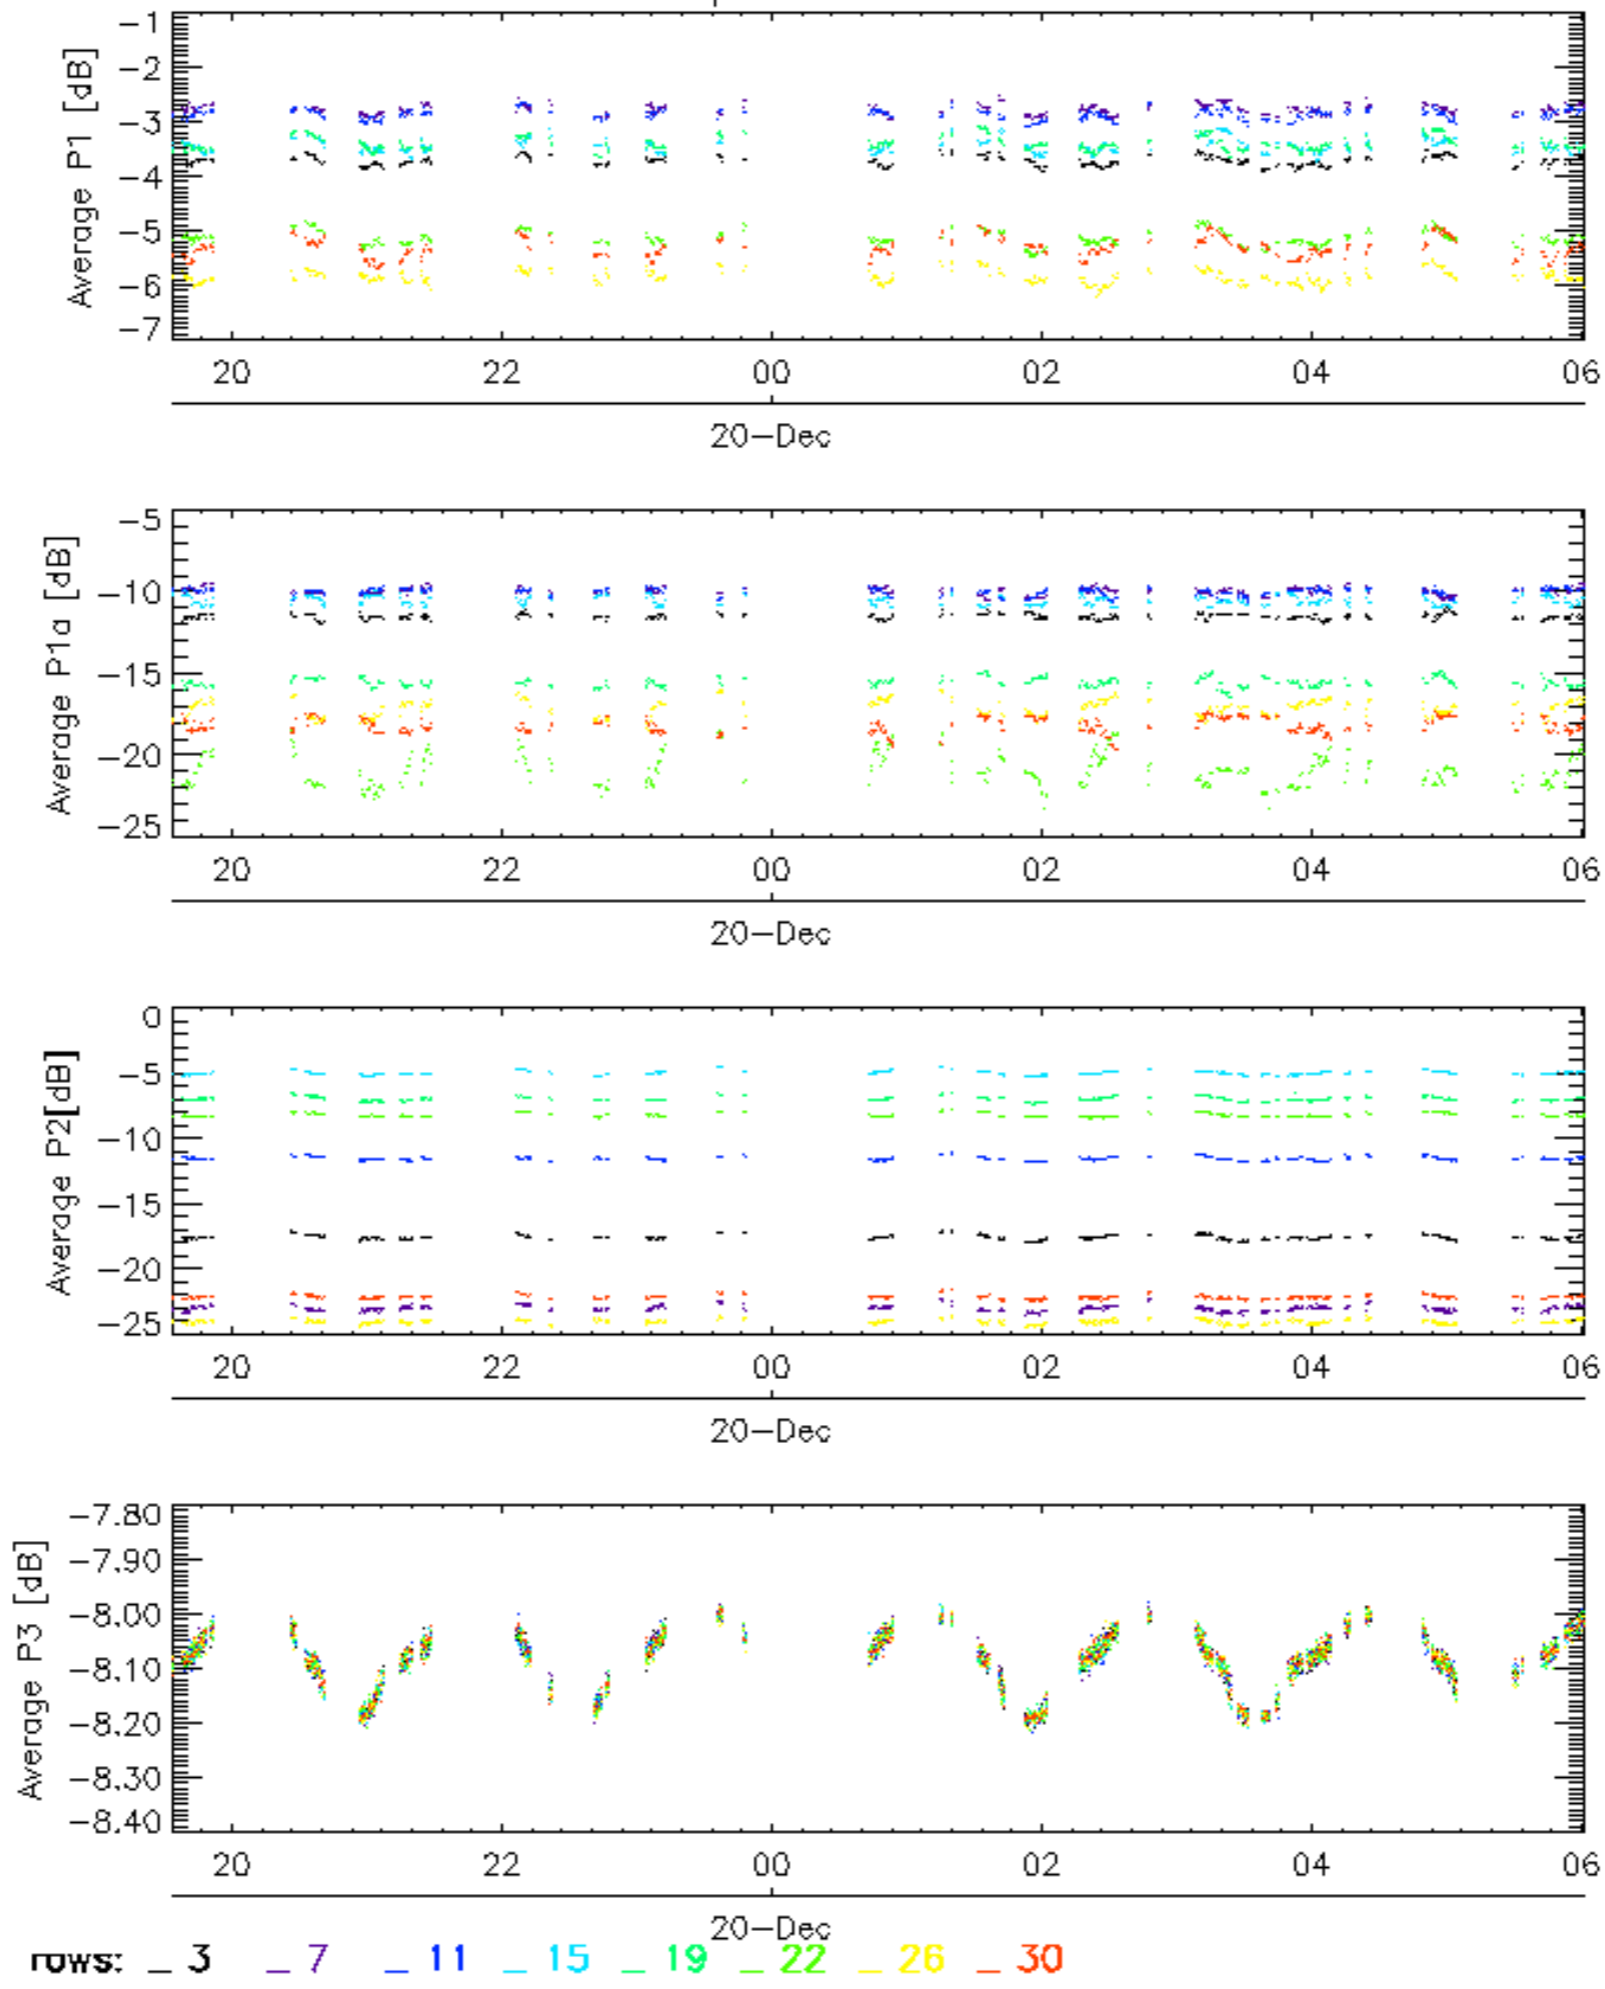 Average P1 [dB]
-1
-2
-3
-4
-5
-6
-7
20 22 00 02 04 06
20-Dec
Average P1a [dB]
-5
-10
-15
-20
-25
20 22 00 02 04 06
20-Dec
Average P2[dB]
0
-5
-10
-15
-20
-25
20 22 00 02 04 06
20-Dec
Average P3 [dB]
-7.80
-7.90
-8.00
-8.10
-8.20
-8.30
-8.40
20 22 00 02 04 06
20-Dec
rows: _ 3 _ 7 _ 11 _ 15 _ 19 _ 22 _ 26 _ 30